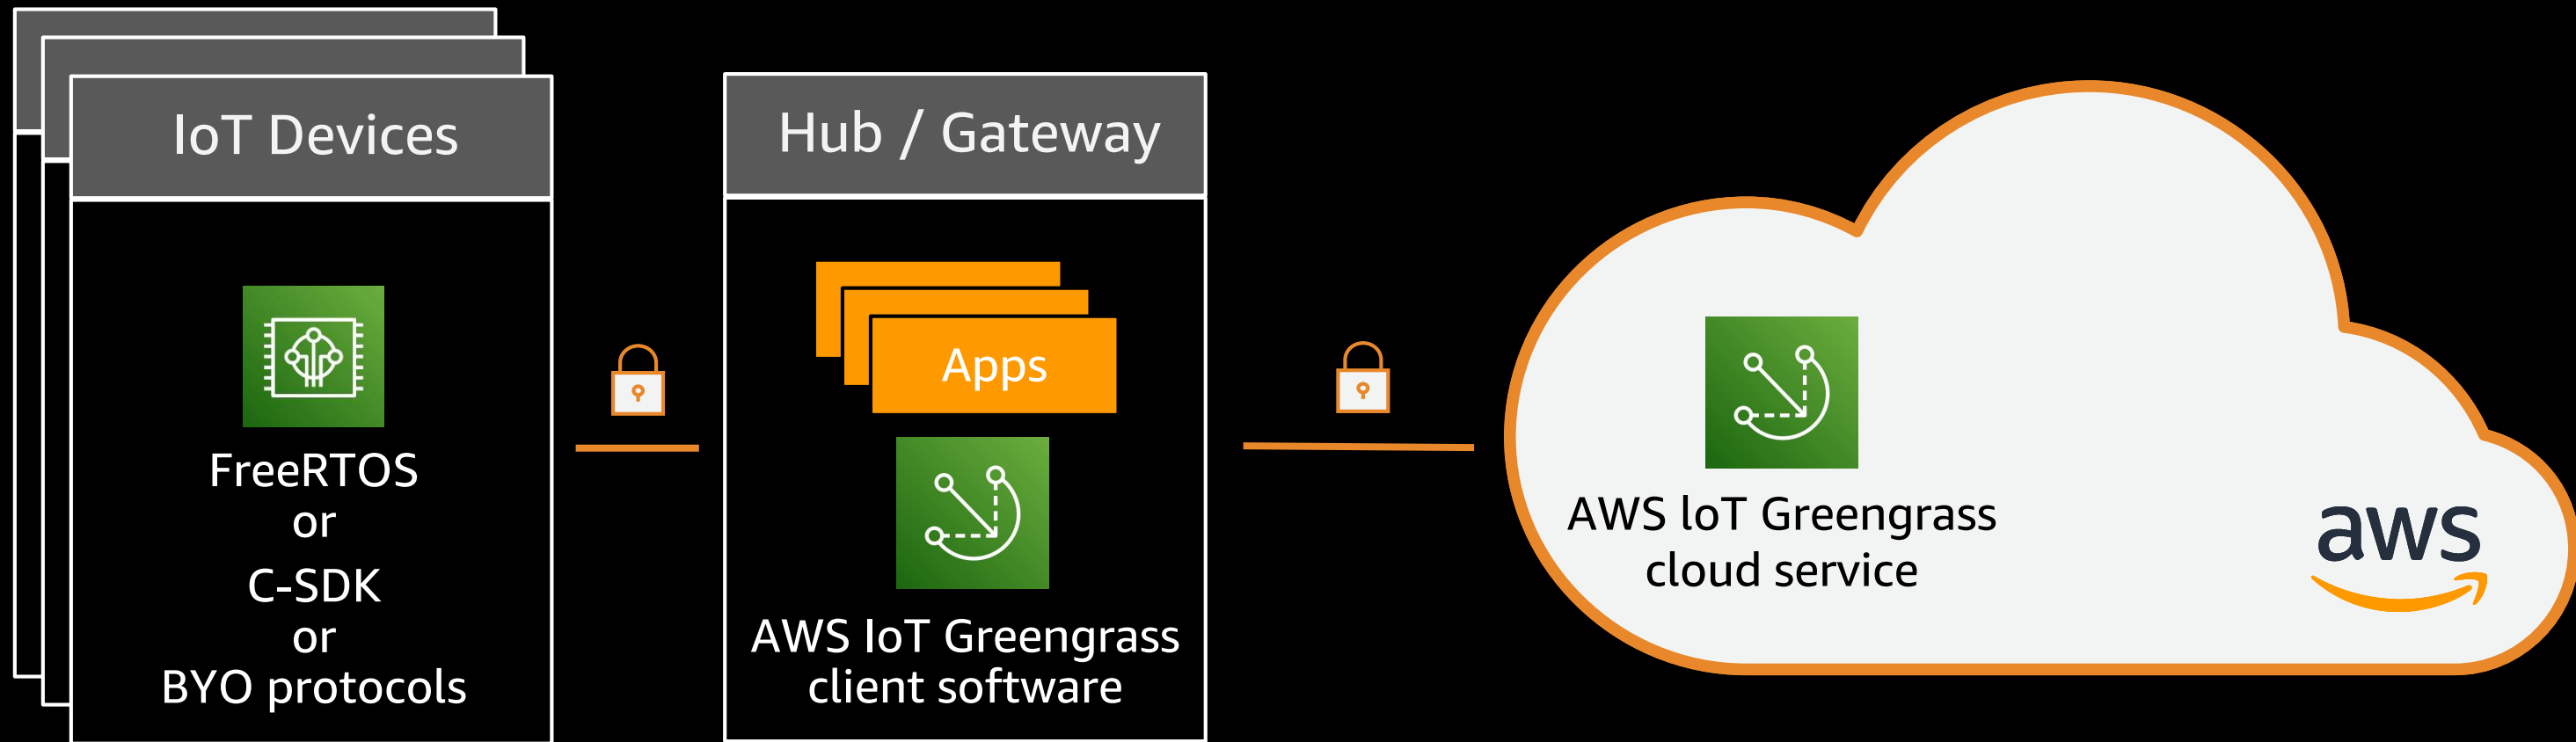 IoT Devices
FreeRTOS
or
C-SDK
or
BYO protocols
Hub / Gateway
Apps
AWS IoT Greengrass
client software
AWS loT Greengrass
cloud service
aws